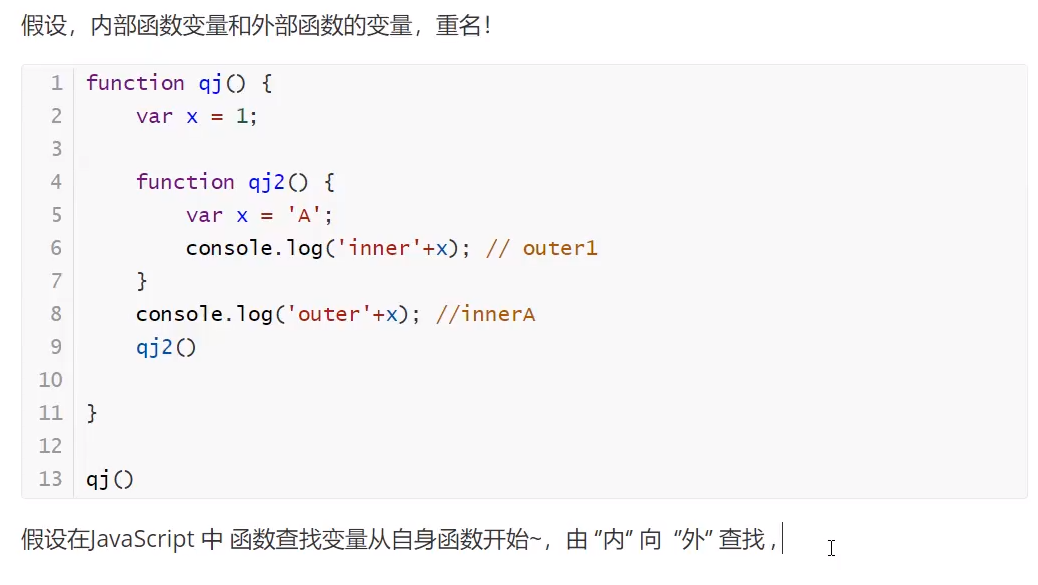 假设，内部函数变量和外部函数的变量，重名！
1 function qj() {
2     var x = 1;
3
4     function qj2() {
5         var x = 'A';
6         console.log('inner'+x); // outer1
7     }
8     console.log('outer'+x); //innerA
9     qj2()
10
11 }
12
13 qj()
假设在JavaScript 中 函数查找变量从自身函数开始~，由 “内” 向 “外” 查找 ,